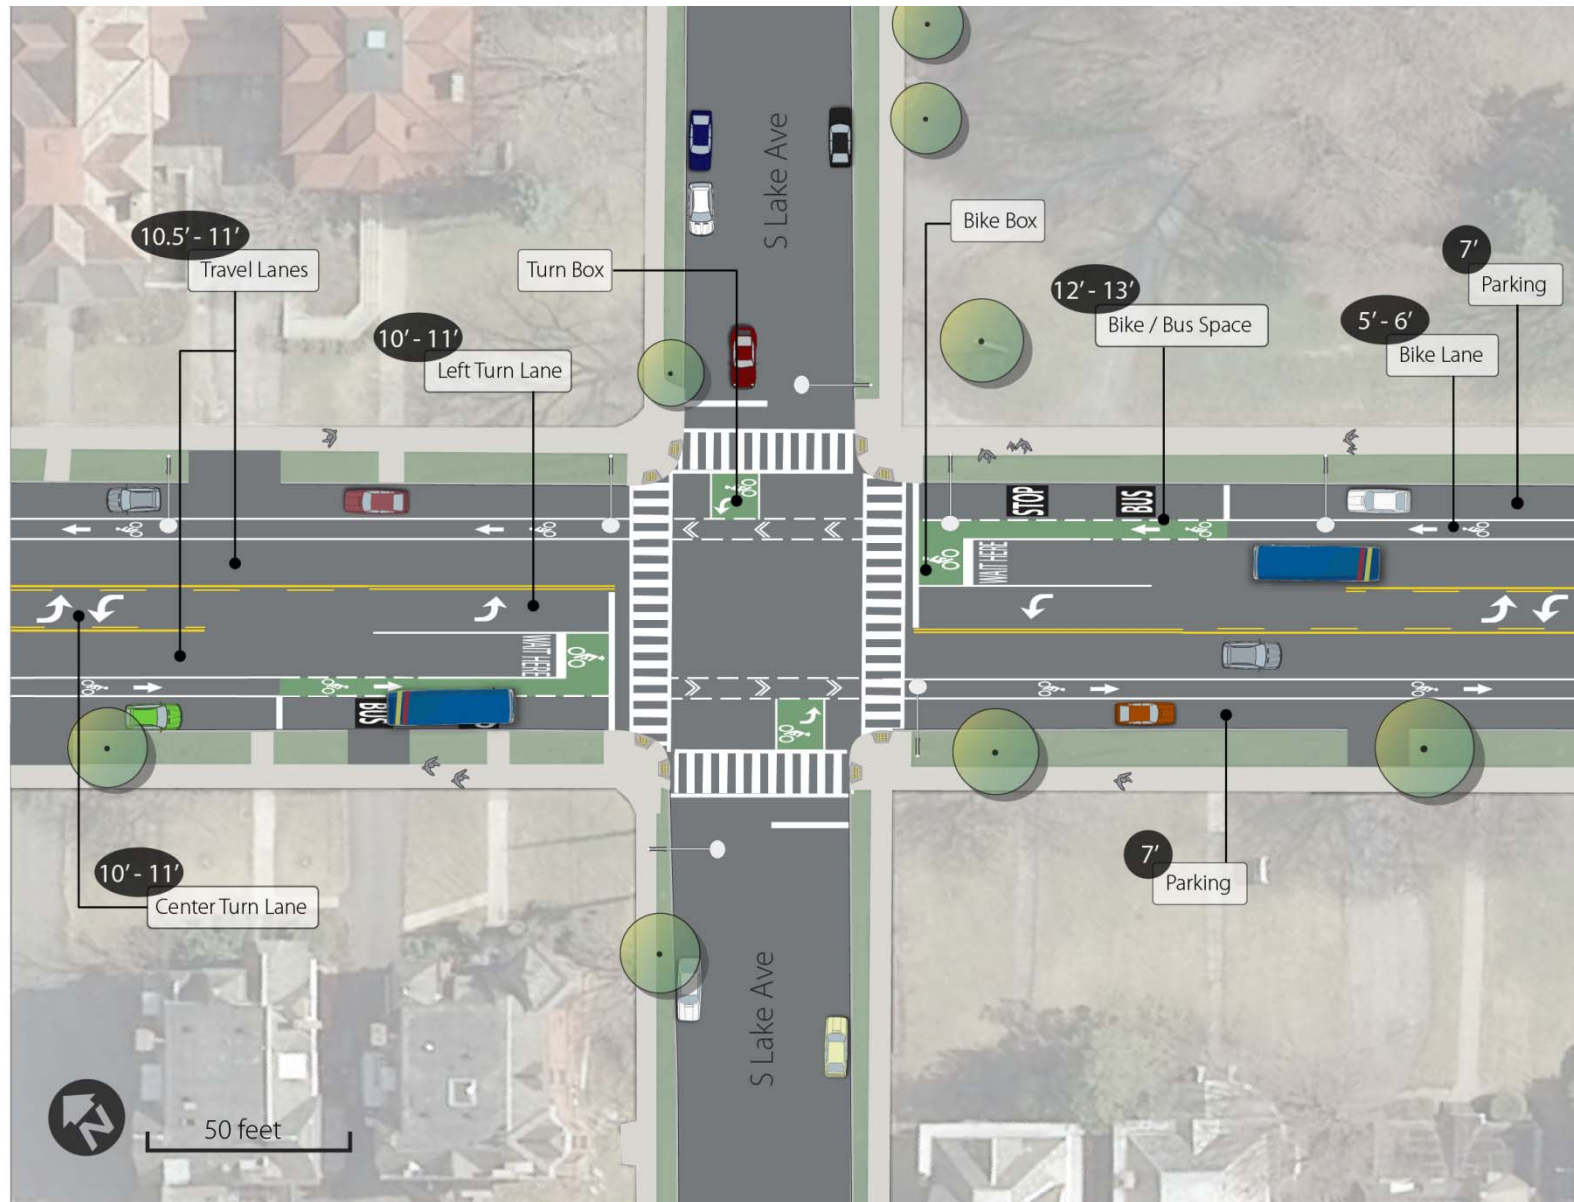 S Lake Ave
10.5’ - 11’
Travel Lanes
Turn Box
Bike Box
7’
Parking
12’ - 13’
Bike / Bus Space
5’ - 6’
Bike Lane
10’ - 11’
Left Turn Lane
STOP
BUS
WAIT HERE
WAIT HERE
BUS
7’
Parking
10’ - 11’
Center Turn Lane
S Lake Ave
N
50 feet